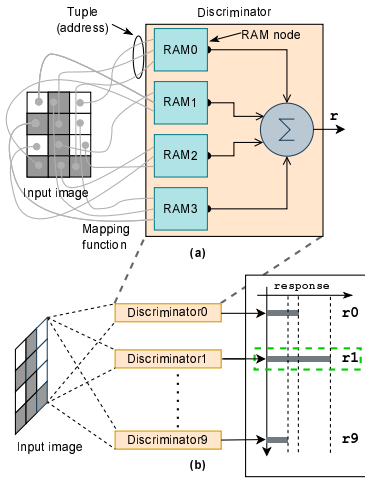 Tuple
(address)
Discriminator
RAM node
RAM0
RAM1
RAM2
RAM3
Σ
r
Input image
Mapping
function
(a)
response
Discriminator0
r0
Discriminator1
r1
Discriminator9
r9
Input image
(b)